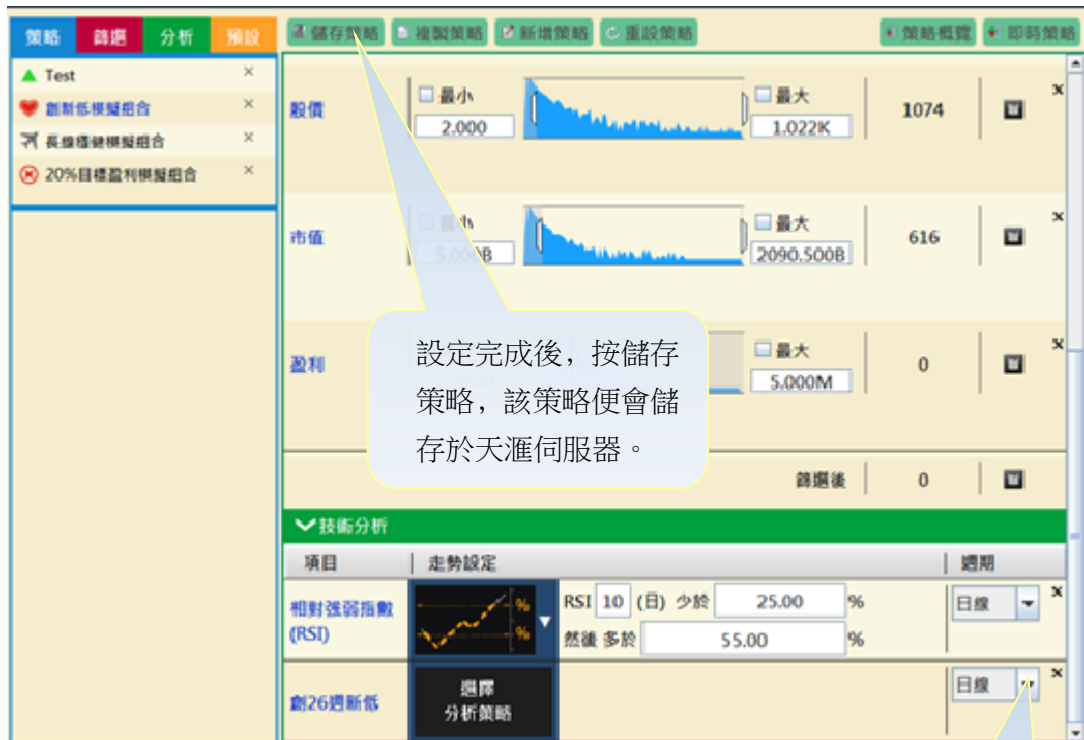 策略 篩選 分析 預設
儲存策略 複製策略 新增策略 重設策略 策略概覽 即時策略
Test
創新低模擬組合
長線穩健模擬組合
20%目標盈利模擬組合
股價 最小 最大 1074
2.000 1.022K
市值 最小 最大 616
5.000B 2090.500B
盈利 最大 0
5.000M
設定完成後，按儲存
策略，該策略便會儲
存於天滙伺服器。
篩選後 0
技術分析
項目 走勢設定 週期
相對強弱指數
(RSI)
% %
RSI 10 (日) 少於 25.00 %
然後 多於 55.00 %
日線
創26週新低
選擇
分析策略
日線